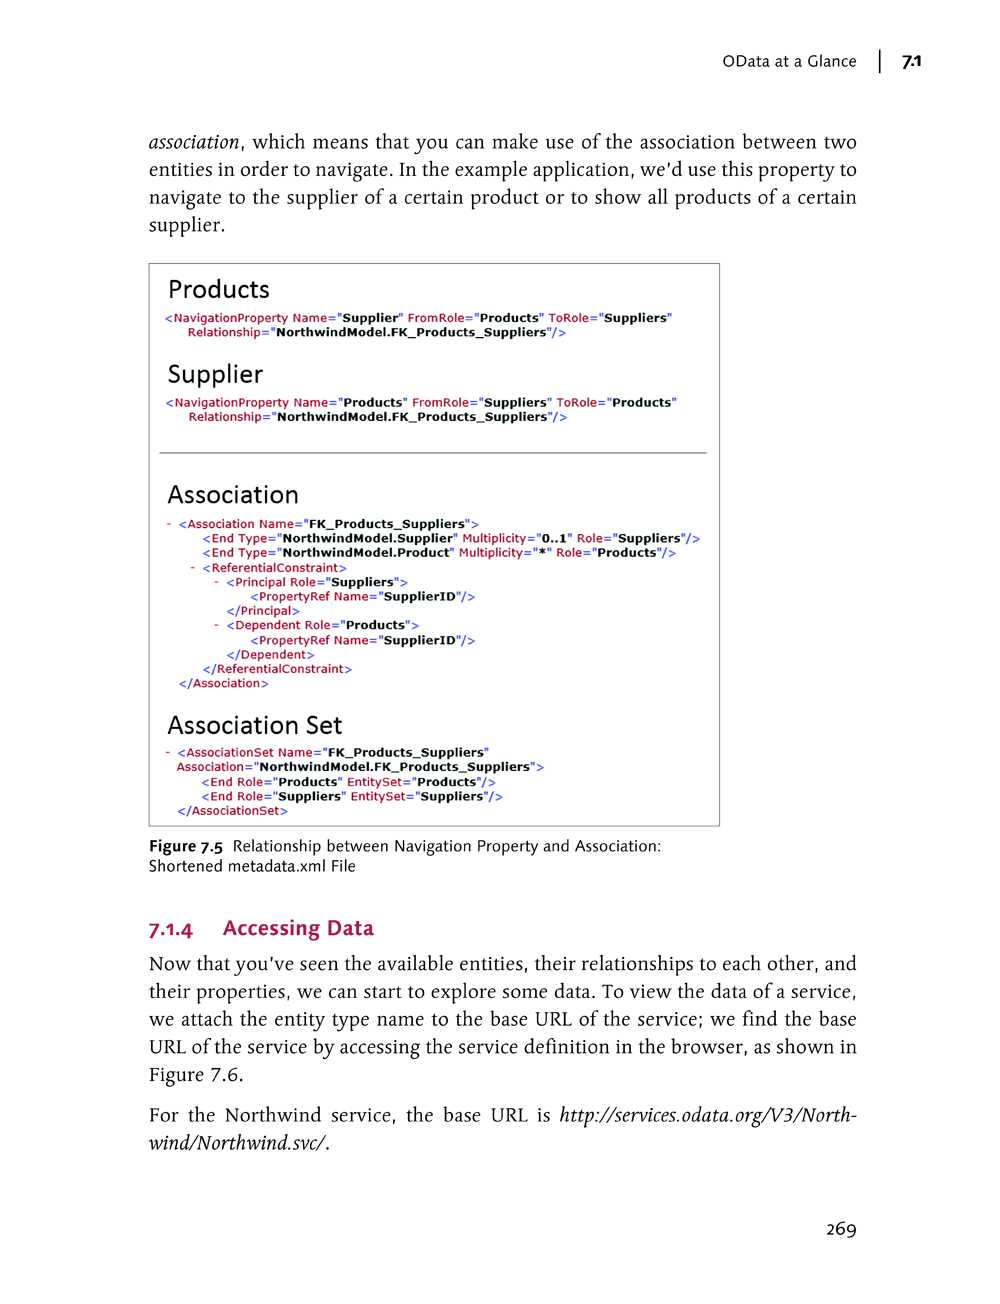 OData at a Glance | 7.1
association, which means that you can make use of the association between two
entities in order to navigate. In the example application, we’d use this property to
navigate to the supplier of a certain product or to show all products of a certain
supplier.
Products
<NavigationProperty Name="Supplier" FromRole="Products" ToRole="Suppliers"
Relationship="NorthwindModel.FK_Products_Suppliers"/>
Supplier
<NavigationProperty Name="Products" FromRole="Suppliers" ToRole="Products"
Relationship="NorthwindModel.FK_Products_Suppliers"/>
Association
- <Association Name="FK_Products_Suppliers">
<End Type="NorthwindModel.Supplier" Multiplicity="0..1" Role="Suppliers"/>
<End Type="NorthwindModel.Product" Multiplicity="*" Role="Products"/>
- <ReferentialConstraint>
- <Principal Role="Suppliers">
<PropertyRef Name="SupplierID"/>
</Principal>
- <Dependent Role="Products">
<PropertyRef Name="SupplierID"/>
</Dependent>
</ReferentialConstraint>
</Association>
Association Set
- <AssociationSet Name="FK_Products_Suppliers"
Association="NorthwindModel.FK_Products_Suppliers">
<End Role="Products" EntitySet="Products"/>
<End Role="Suppliers" EntitySet="Suppliers"/>
</AssociationSet>
Figure 7.5 Relationship between Navigation Property and Association:
Shortened metadata.xml File
7.1.4 Accessing Data
Now that you’ve seen the available entities, their relationships to each other, and
their properties, we can start to explore some data. To view the data of a service,
we attach the entity type name to the base URL of the service; we find the base
URL of the service by accessing the service definition in the browser, as shown in
Figure 7.6.
For the Northwind service, the base URL is http://services.odata.org/V3/North-
wind/Northwind.svc/.
269